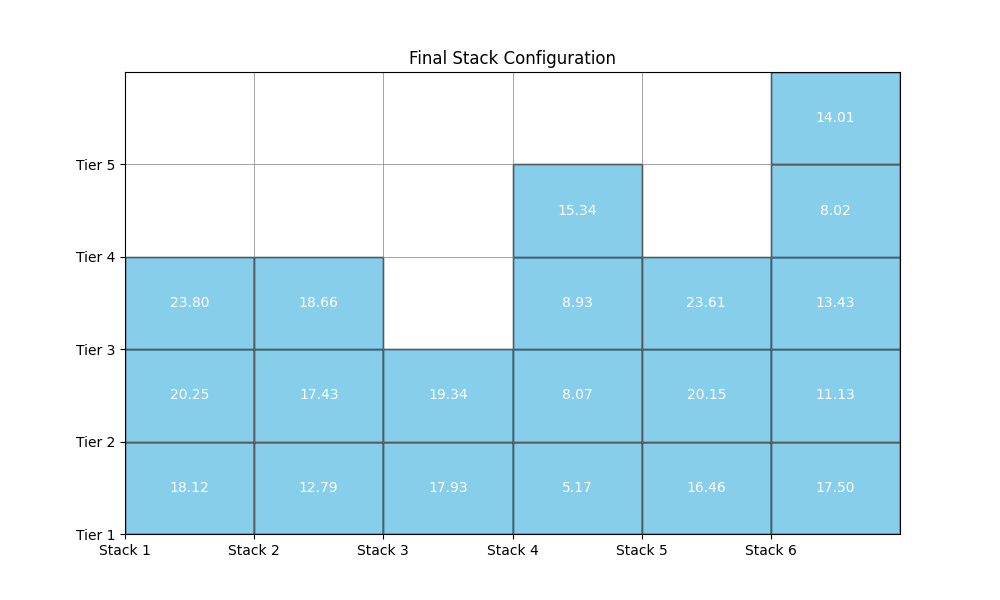 Final Stack Configuration
14.01
Tier 5
15.34 8.02
Tier 4
23.80 18.66 8.93 23.61 13.43
Tier 3
20.25 17.43 19.34 8.07 20.15 11.13
Tier 2
18.12 12.79 17.93 5.17 16.46 17.50
Tier 1
Stack 1 Stack 2 Stack 3 Stack 4 Stack 5 Stack 6